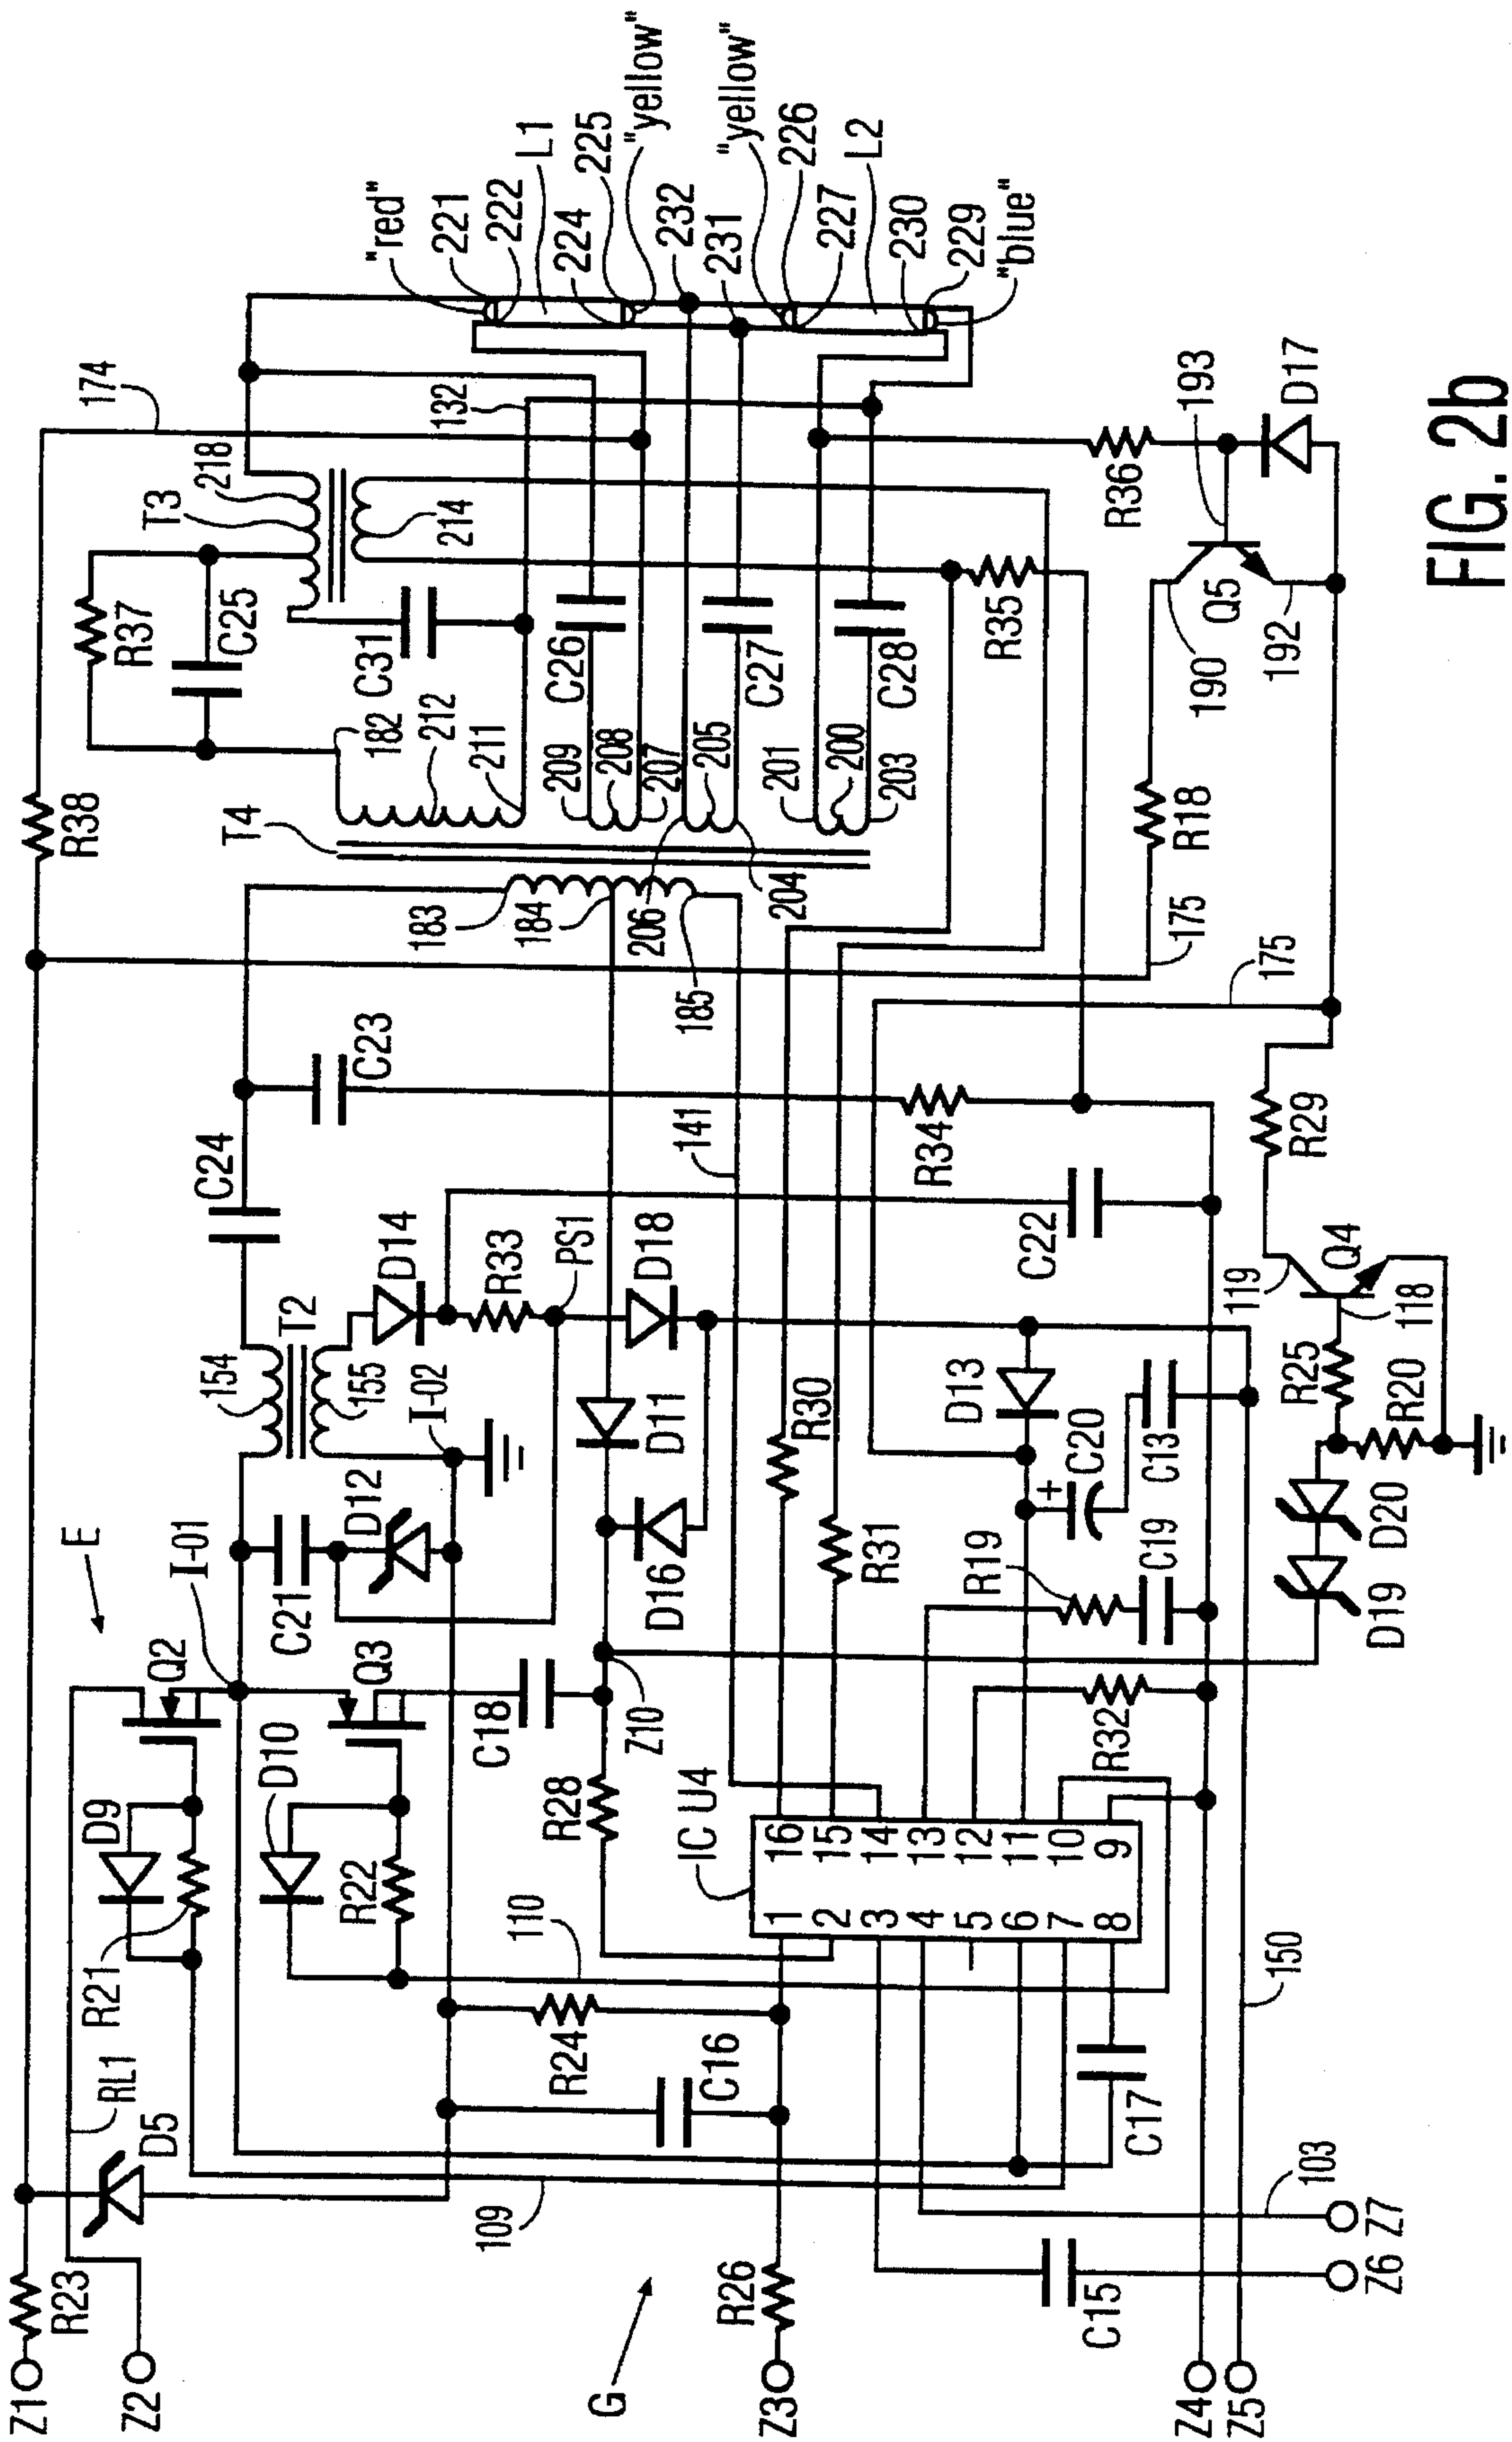 Z1
R23
Z2
RL1
D5
R21
D9
Q2
I-01
E
D10
R22
Q3
C21
D12
C18
154
155
T2
I-02
D14
R33
PS1
C24
C23
R38
174
R37
C25
T3
218
214
C31
182
212
211
T4
183
184
185
206
204
205
209
208
207
201
200
203
C26
C27
C28
132
"red"
221
222
L1
224
225
"yellow"
232
231
"yellow"
226
227
L2
230
229
"blue"
109
110
R24
C16
G
Z3
R26
R28
Z10
D16
D11
D18
141
IC U4
1
2
3
4
5
6
7
8
16
15
14
13
12
11
10
9
R30
R31
R34
R35
C22
D13
C20
+
C13
R19
C19
R32
C17
C15
Z4
Z5
Z6
Z7
103
150
D19
D20
R25
R20
118
119
Q4
R29
175
175
R18
190
192
Q5
193
R36
D17
FIG. 2b